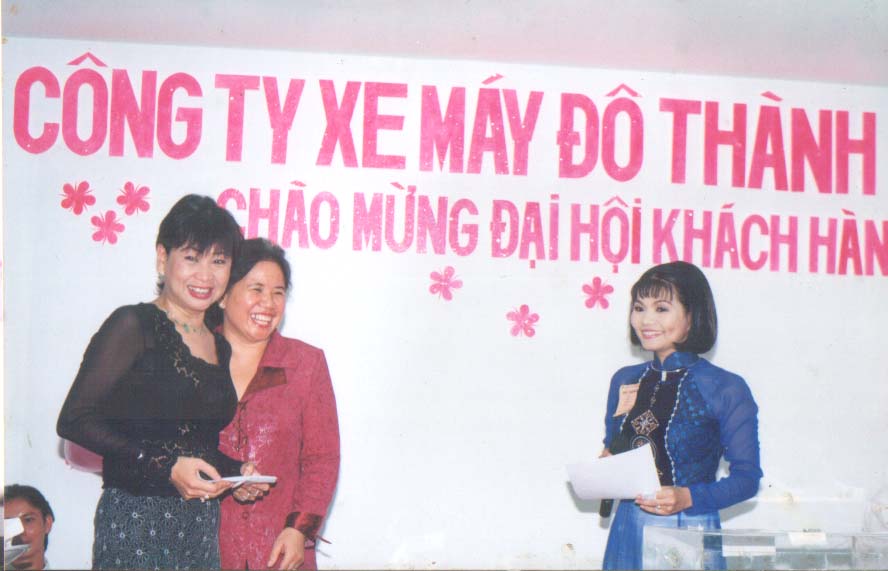 CÔNG TY XE MÁY ĐÔ THÀNH
CHÀO MỪNG ĐẠI HỘI KHÁCH HÀN